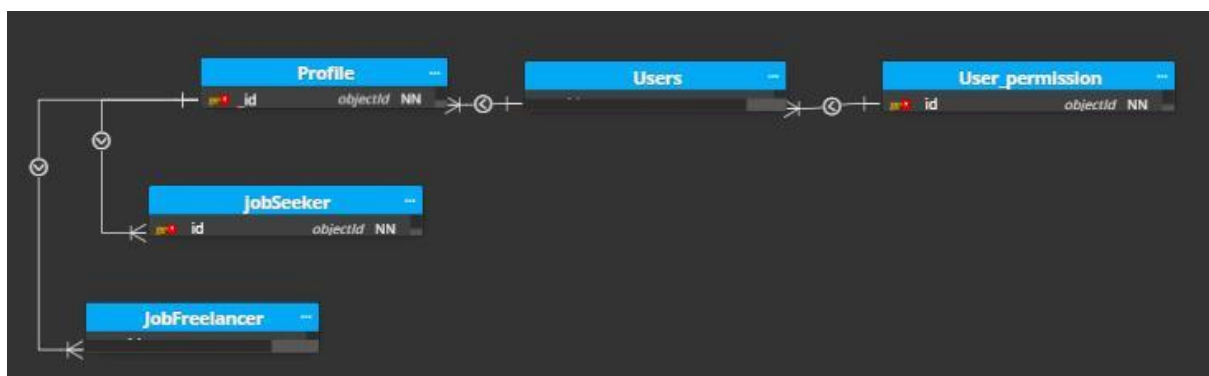 Profile ...
_id objectId NN
Users ...
User_permission ...
id objectId NN
JobSeeker ...
id objectId NN
JobFreelancer ...